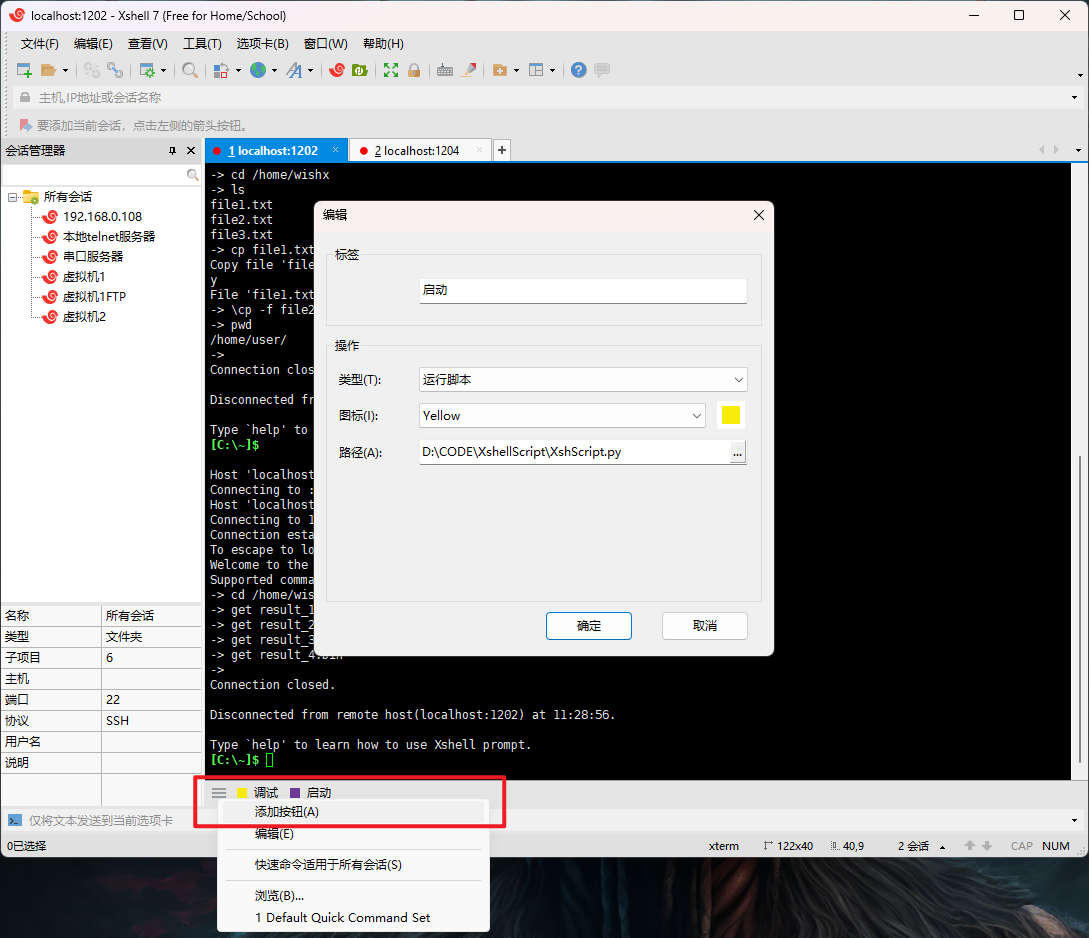 localhost:1202 - Xshell 7 (Free for Home/School)
文件(F) 编辑(E) 查看(V) 工具(T) 选项卡(B) 窗口(W) 帮助(H)
主机,IP地址或会话名称
要添加当前会话，点击左侧的箭头按钮。
会话管理器
1 localhost:1202
2 localhost:1204
所有会话
192.168.0.108
本地telnet服务器
串口服务器
虚拟机1
虚拟机1FTP
虚拟机2
名称 所有会话
类型 文件夹
子项目 6
主机
端口 22
协议 SSH
用户名
说明
-> cd /home/wishx
-> ls
file1.txt
file2.txt
file3.txt
-> cp file1.txt
Copy file 'file
y
File 'file1.txt
-> \cp -f file2
-> pwd
/home/user/
->
Connection clos
Disconnected fr
Type `help' to
[C:\~]$
Host 'localhost
Connecting to :
Host 'localhost
Connecting to 1
Connection esta
To escape to lo
Welcome to the
Supported comma
-> cd /home/wis
-> get result_1
-> get result_2
-> get result_3
-> get result_4.bin
->
Connection closed.
Disconnected from remote host(localhost:1202) at 11:28:56.
Type `help' to learn how to use Xshell prompt.
[C:\~]$
编辑
标签
启动
操作
类型(T): 运行脚本
图标(I): Yellow
路径(A): D:\CODE\XshellScript\XshScript.py ...
确定 取消
调试 启动
添加按钮(A)
编辑(E)
快速命令适用于所有会话(S)
浏览(B)...
1 Default Quick Command Set
仅将文本发送到当前选项卡
0已选择
xterm 122x40 40,9 2 会话 CAP NUM